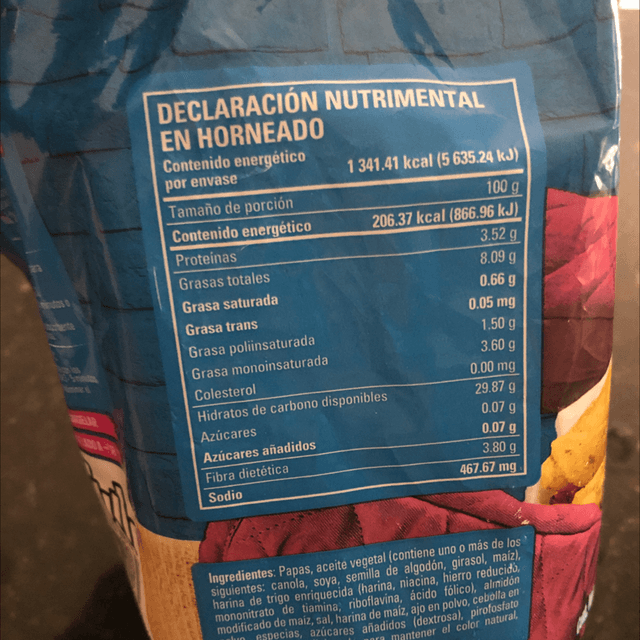 DECLARACIÓN NUTRIMENTAL
EN HORNEADO
Contenido energético
por envase 1 341.41 kcal (5 635.24 kJ)
Tamaño de porción 100 g
Contenido energético 206.37 kcal (866.96 kJ)
Proteínas 3.52 g
Grasas totales 8.09 g
Grasa saturada 0.66 g
Grasa trans 0.05 mg
Grasa poliinsaturada 1.50 g
Grasa monoinsaturada 3.60 g
Colesterol 0.00 mg
Hidratos de carbono disponibles 29.87 g
Azúcares 0.07 g
Azúcares añadidos 0.07 g
Fibra dietética 3.80 g
Sodio 467.67 mg
Ingredientes: Papas, aceite vegetal (contiene uno o más de los
siguientes: canola, soya, semilla de algodón, girasol, maíz),
harina de trigo enriquecida (harina, niacina, hierro reducido,
mononitrato de tiamina, riboflavina, ácido fólico), almidón
modificado de maíz, sal, harina de maíz, ajo en polvo, cebolla en
especias, azúcares añadidos (dextrosa), pirofosfato
para mantener el color natural,